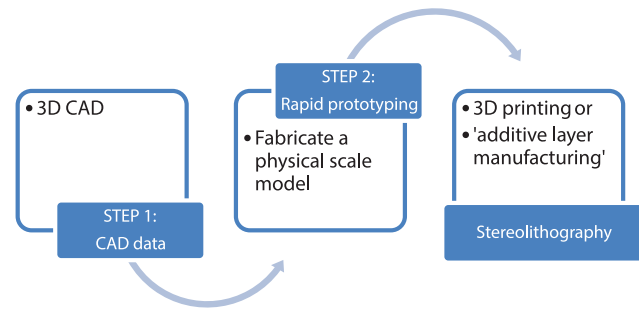 • 3D CAD
STEP 1:
CAD data
STEP 2:
Rapid prototyping
• Fabricate a
physical scale
model
• 3D printing or
• 'additive layer
manufacturing'
Stereolithography